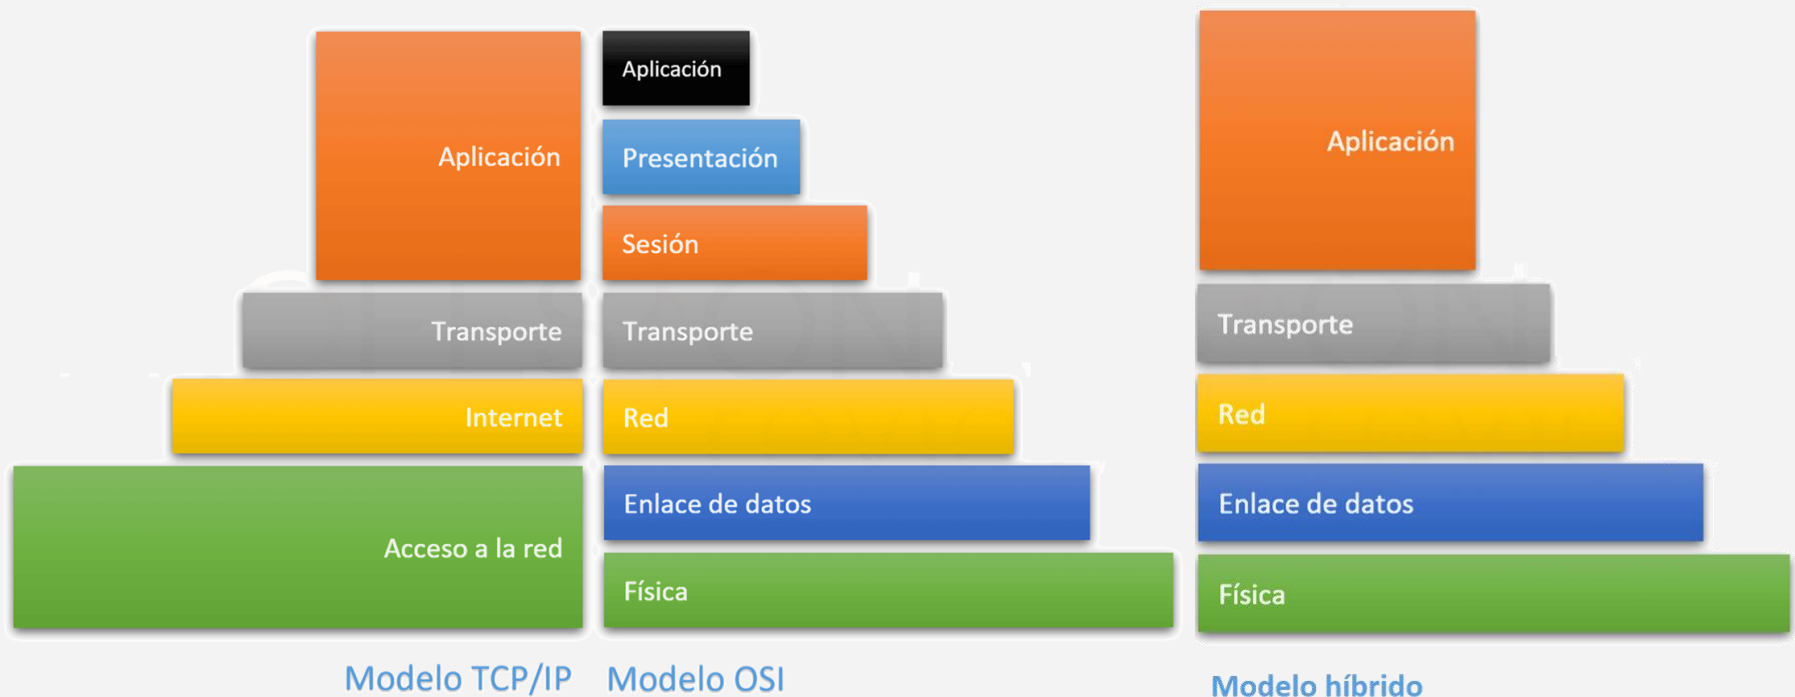 Aplicación
Transporte
Internet
Acceso a la red
Modelo TCP/IP
Aplicación
Presentación
Sesión
Transporte
Red
Enlace de datos
Física
Modelo OSI
Aplicación
Transporte
Red
Enlace de datos
Física
Modelo híbrido